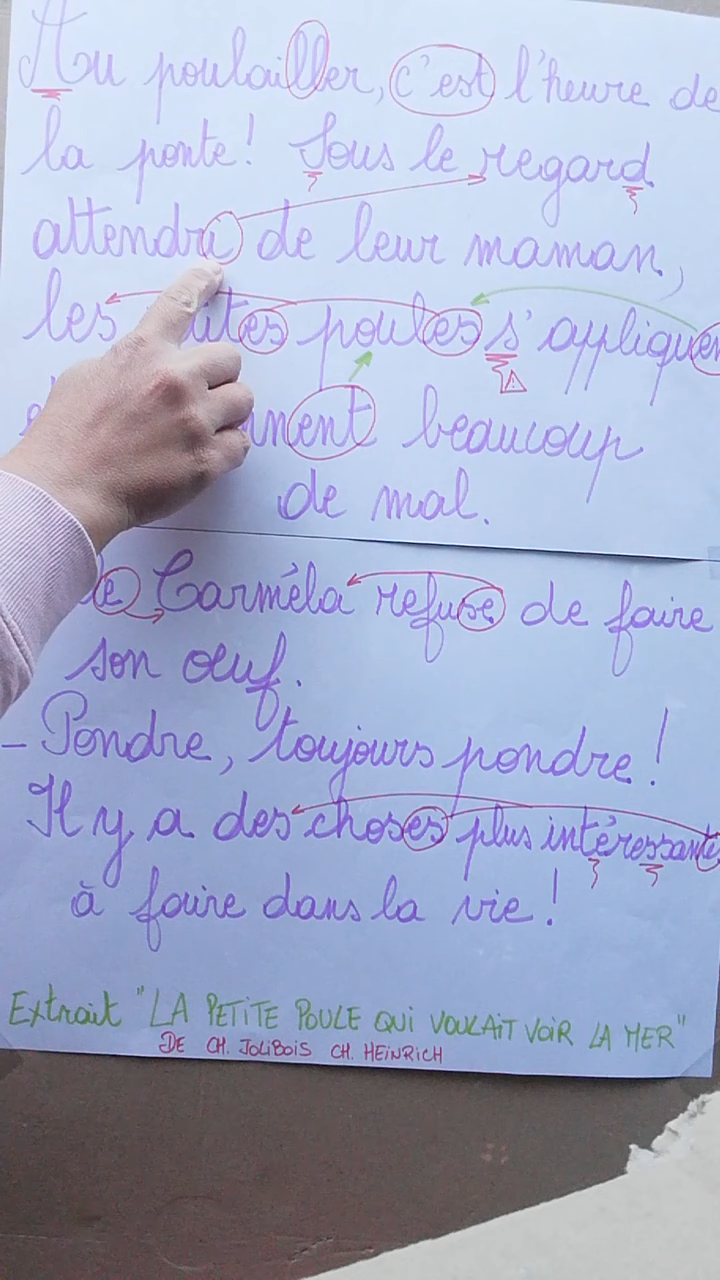 Au poulailler, c'est l'heure de
la ponte! Sous le regard
attendri de leur maman,
les poules s'appliquen
beaucoup
de mal.
Carméla refuse de faire
son oeuf.
- Pondre, toujours pondre!
Il y a des choses plus intéressantes
à faire dans la vie!
Extrait "LA PETITE POULE QUI VOULAIT VOIR LA MER"
DE CH. JOLIBOIS CH. HEINRICH